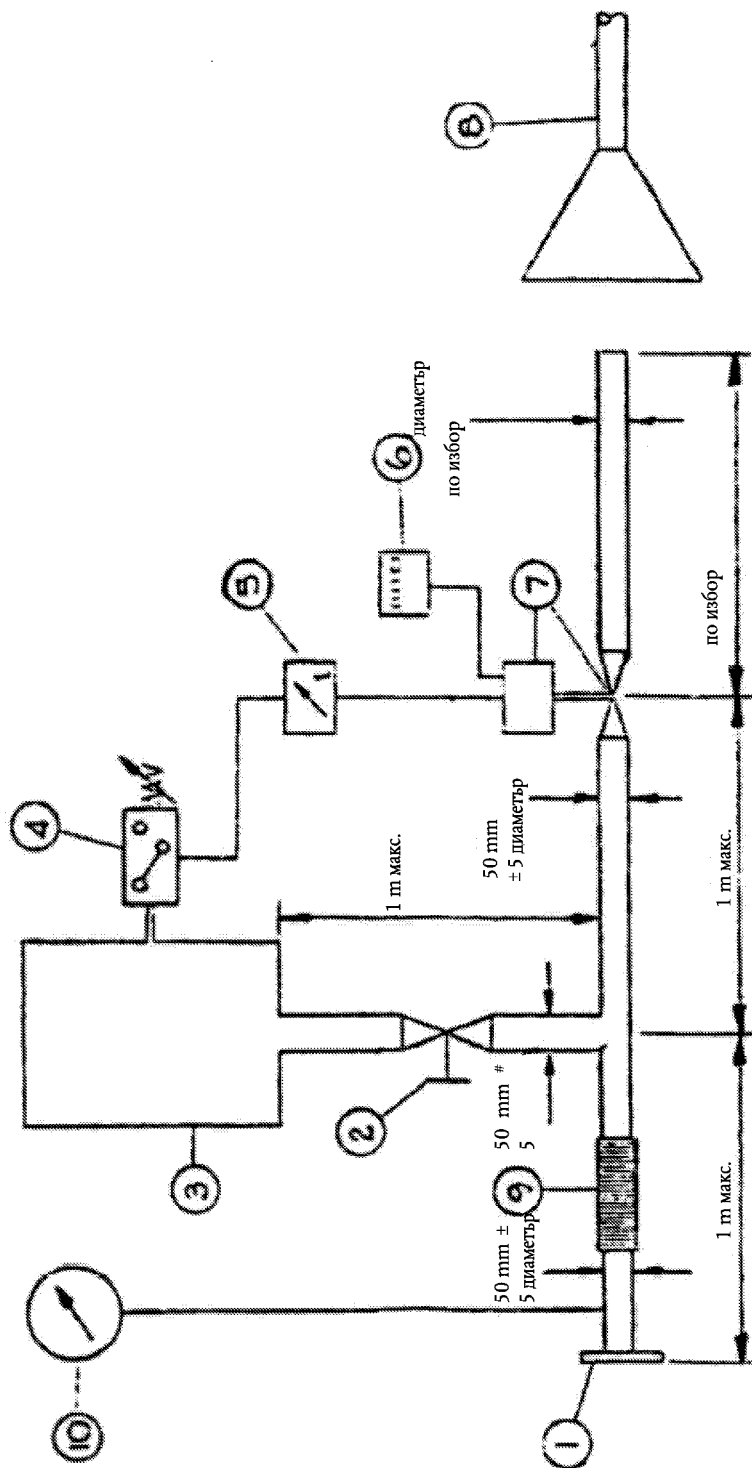 10
1
3
2
9
4
5
6
7
8
50 mm ±
5 диаметър
50 mm #
5
1 m макс.
50 mm
±5 диаметър
диаметър
по избор
1 m макс.
1 m макс.
по избор